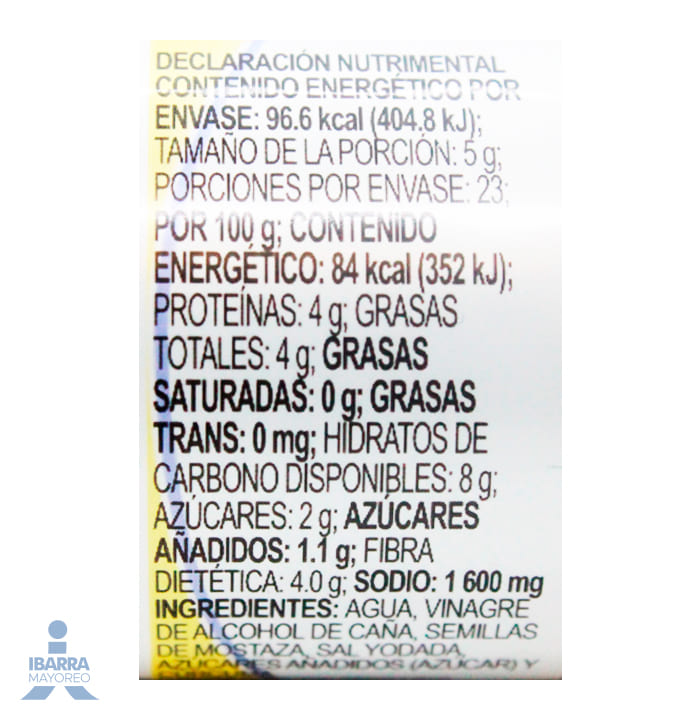 DECLARACIÓN NUTRIMENTAL
CONTENIDO ENERGÉTICO POR
ENVASE: 96.6 kcal (404.8 kJ);
TAMAÑO DE LA PORCIÓN: 5 g;
PORCIONES POR ENVASE: 23;
POR 100 g; CONTENIDO
ENERGÉTICO: 84 kcal (352 kJ);
PROTEÍNAS: 4 g; GRASAS
TOTALES: 4 g; GRASAS
SATURADAS: 0 g; GRASAS
TRANS: 0 mg; HIDRATOS DE
CARBONO DISPONIBLES: 8 g;
AZÚCARES: 2 g; AZÚCARES
AÑADIDOS: 1.1 g; FIBRA
DIETÉTICA: 4.0 g; SODIO: 1 600 mg
INGREDIENTES: AGUA, VINAGRE
DE ALCOHOL DE CAÑA, SEMILLAS
DE MOSTAZA, SAL YODADA,
AZÚCARES AÑADIDOS (AZÚCAR) Y
IBARRA
MAYOREO